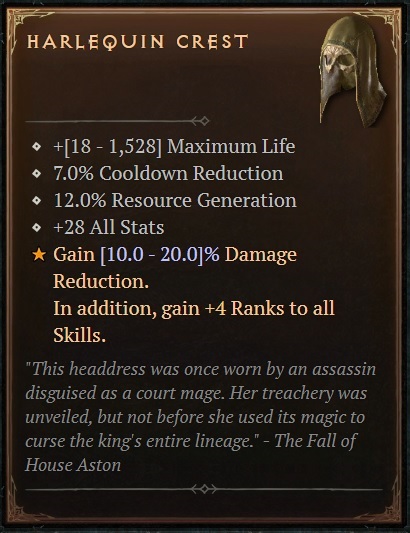 HARLEQUIN CREST
+[18 - 1,528] Maximum Life
7.0% Cooldown Reduction
12.0% Resource Generation
+28 All Stats
Gain [10.0 - 20.0]% Damage
Reduction.
In addition, gain +4 Ranks to all
Skills.
"This headdress was once worn by an assassin
disguised as a court mage. Her treachery was
unveiled, but not before she used its magic to
curse the king's entire lineage." - The Fall of
House Aston